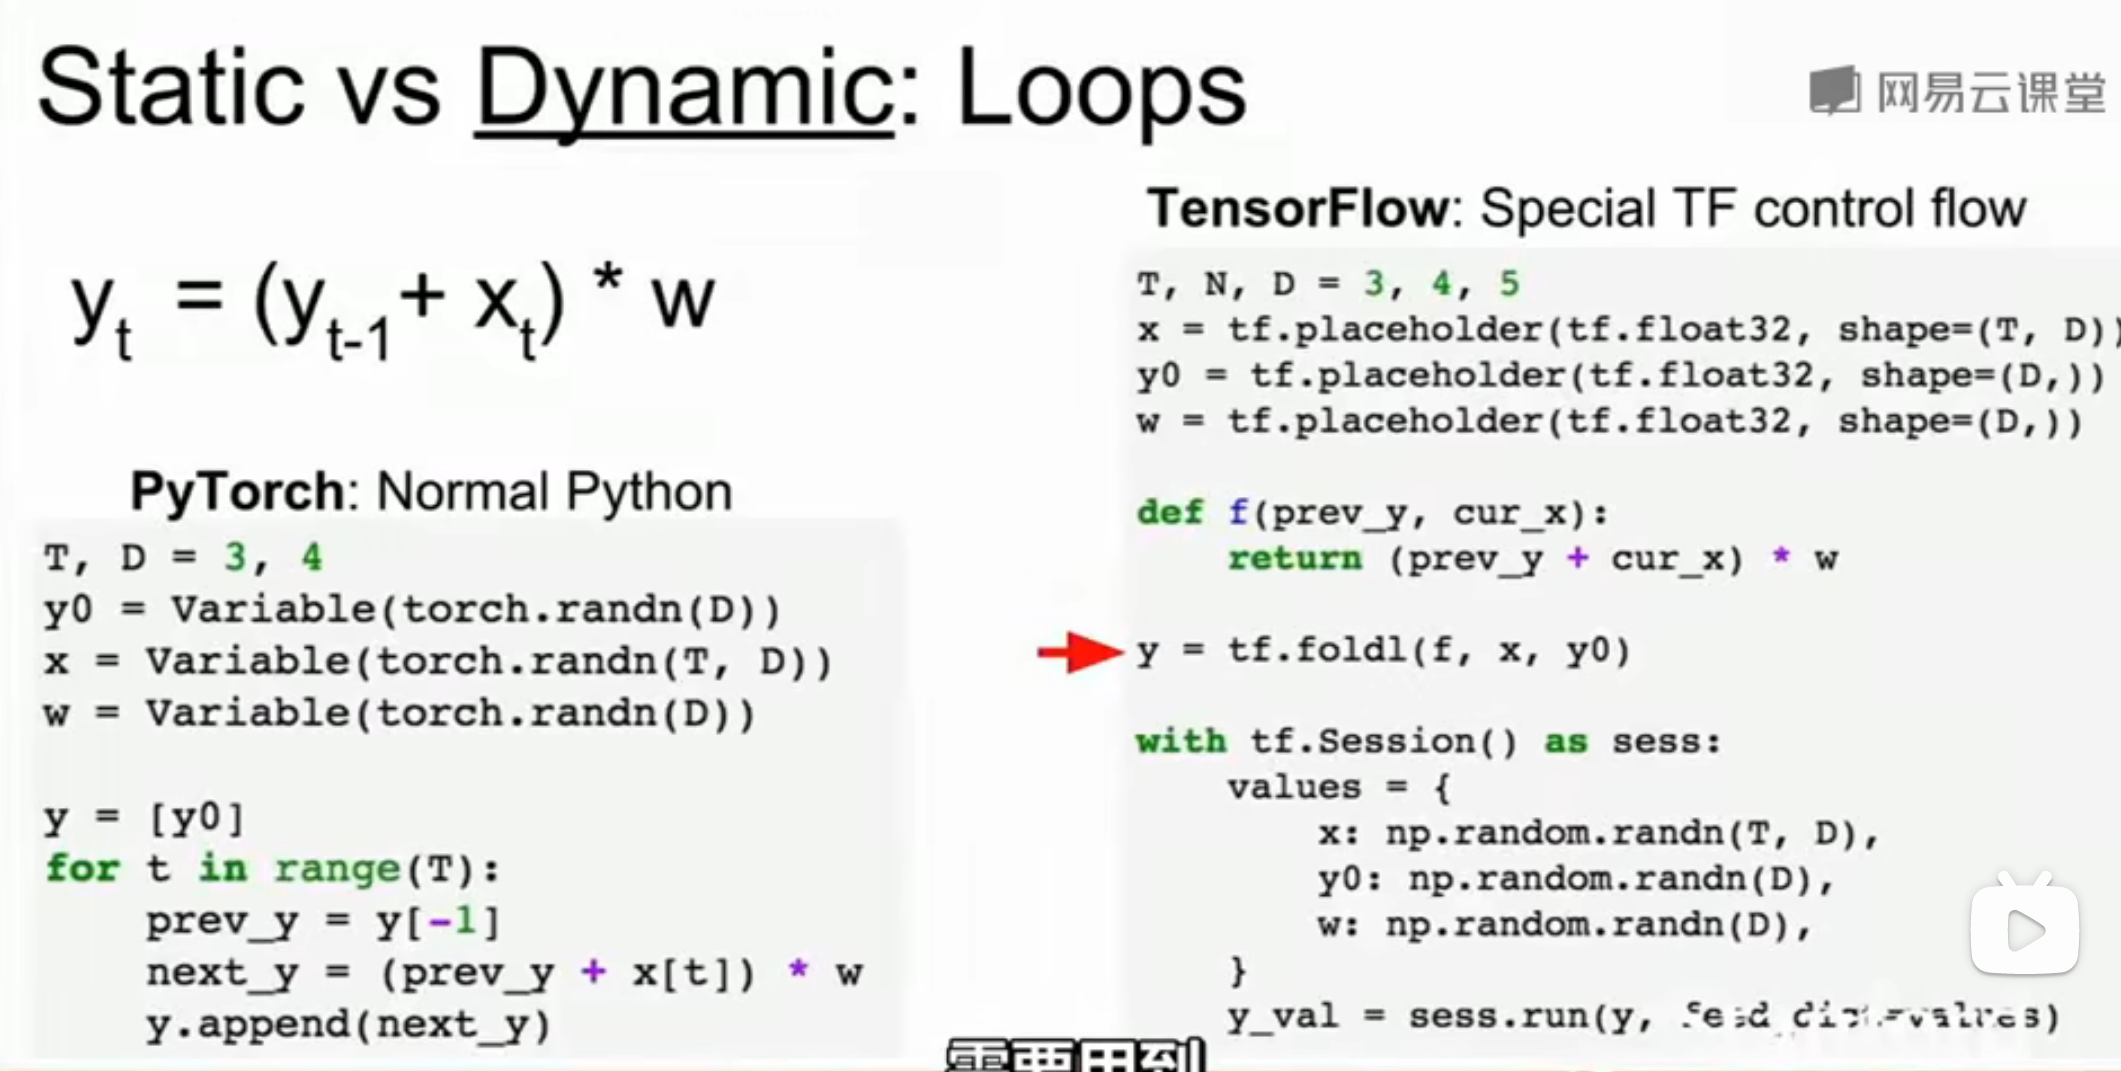 Static vs Dynamic: Loops
网易云课堂
y_t = (y_{t-1} + x_t) * w
PyTorch: Normal Python
T, D = 3, 4
y0 = Variable(torch.randn(D))
x = Variable(torch.randn(T, D))
w = Variable(torch.randn(D))
y = [y0]
for t in range(T):
    prev_y = y[-1]
    next_y = (prev_y + x[t]) * w
    y.append(next_y)
TensorFlow: Special TF control flow
T, N, D = 3, 4, 5
x = tf.placeholder(tf.float32, shape=(T, D))
y0 = tf.placeholder(tf.float32, shape=(D,))
w = tf.placeholder(tf.float32, shape=(D,))
def f(prev_y, cur_x):
    return (prev_y + cur_x) * w
y = tf.foldl(f, x, y0)
with tf.Session() as sess:
    values = {
        x: np.random.randn(T, D),
        y0: np.random.randn(D),
        w: np.random.randn(D),
    }
    y_val = sess.run(y, feed_dict=values)
需要用到